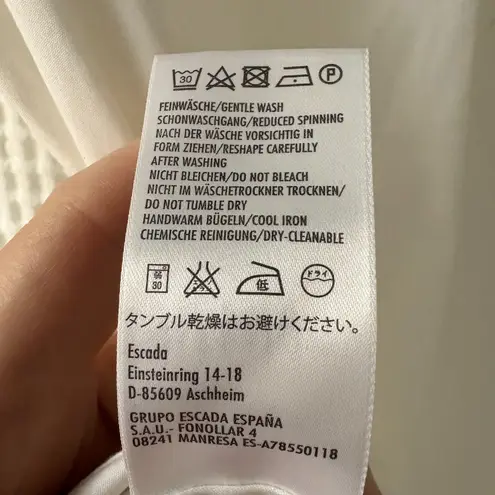 30 P
FEINWÄSCHE/GENTLE WASH
SCHONWASCHGANG/REDUCED SPINNING
NACH DER WÄSCHE VORSICHTIG IN
FORM ZIEHEN/RESHAPE CAREFULLY
AFTER WASHING
NICHT BLEICHEN/DO NOT BLEACH
NICHT IM WÄSCHETROCKNER TROCKNEN/
DO NOT TUMBLE DRY
HANDWARM BÜGELN/COOL IRON
CHEMISCHE REINIGUNG/DRY-CLEANABLE
30 低 ドライ
タンブル乾燥はお避けください。
Escada
Einsteinring 14-18
D-85609 Aschheim
GRUPO ESCADA ESPAÑA
S.A.U.- FONOLLAR 4
08241 MANRESA ES-A78550118